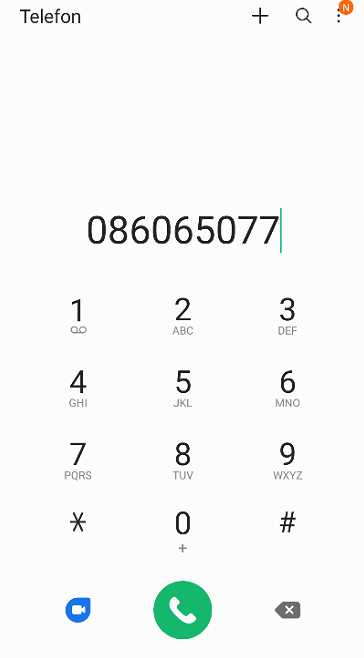 Telefon
N
086065077
1 2 3
ABC DEF
4 5 6
GHI JKL MNO
7 8 9
PQRS TUV WXYZ
* 0 #
+